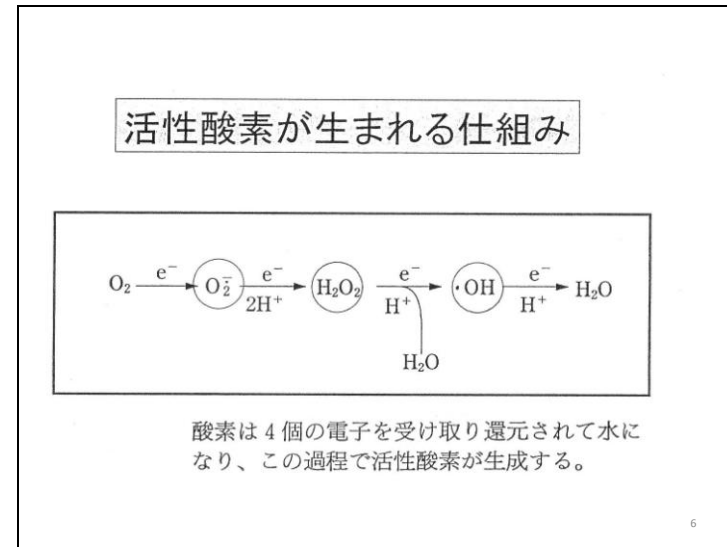 活性酸素が生まれる仕組み
O₂ e⁻ O₂⁻ e⁻ 2H⁺ H₂O₂ e⁻ H⁺ ·OH e⁻ H⁺ H₂O
H₂O
酸素は 4 個の電子を受け取り還元されて水に
なり、この過程で活性酸素が生成する。
6